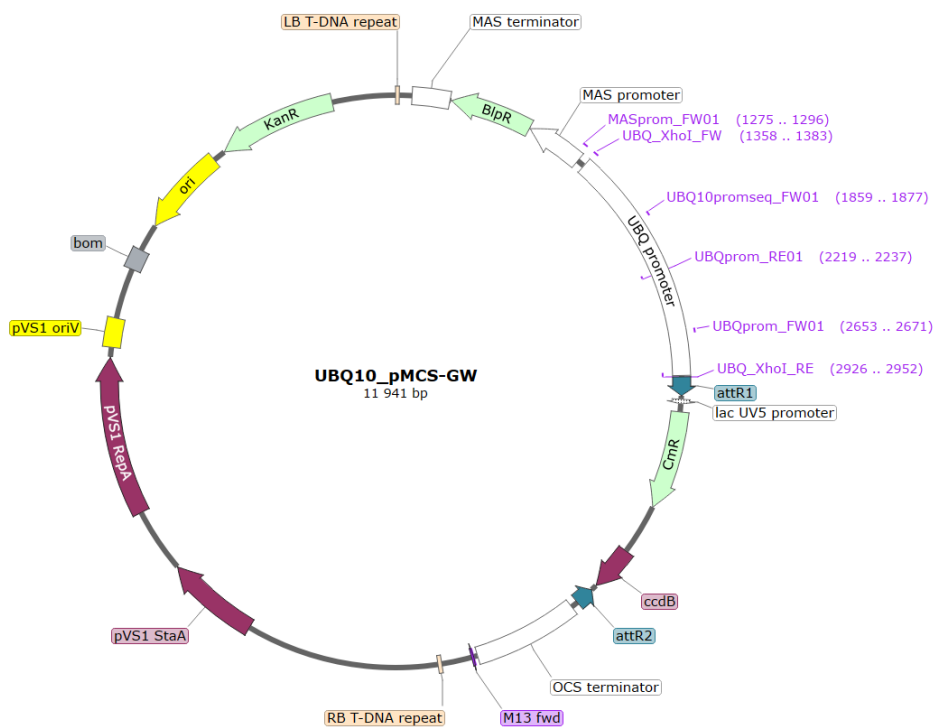 LB T-DNA repeat
MAS terminator
KanR
BlpR
MAS promoter
MASprom_FW01 (1275 .. 1296)
UBQ_XhoI_FW (1358 .. 1383)
ori
UBQ10promseq_FW01 (1859 .. 1877)
UBQ promoter
bom
UBQprom_RE01 (2219 .. 2237)
pVS1 oriV
UBQprom_FW01 (2653 .. 2671)
UBQ10_pMCS-GW
11 941 bp
UBQ_XhoI_RE (2926 .. 2952)
attR1
lac UV5 promoter
pVS1 RepA
CmR
ccdB
pVS1 StaA
attR2
OCS terminator
RB T-DNA repeat
M13 fwd